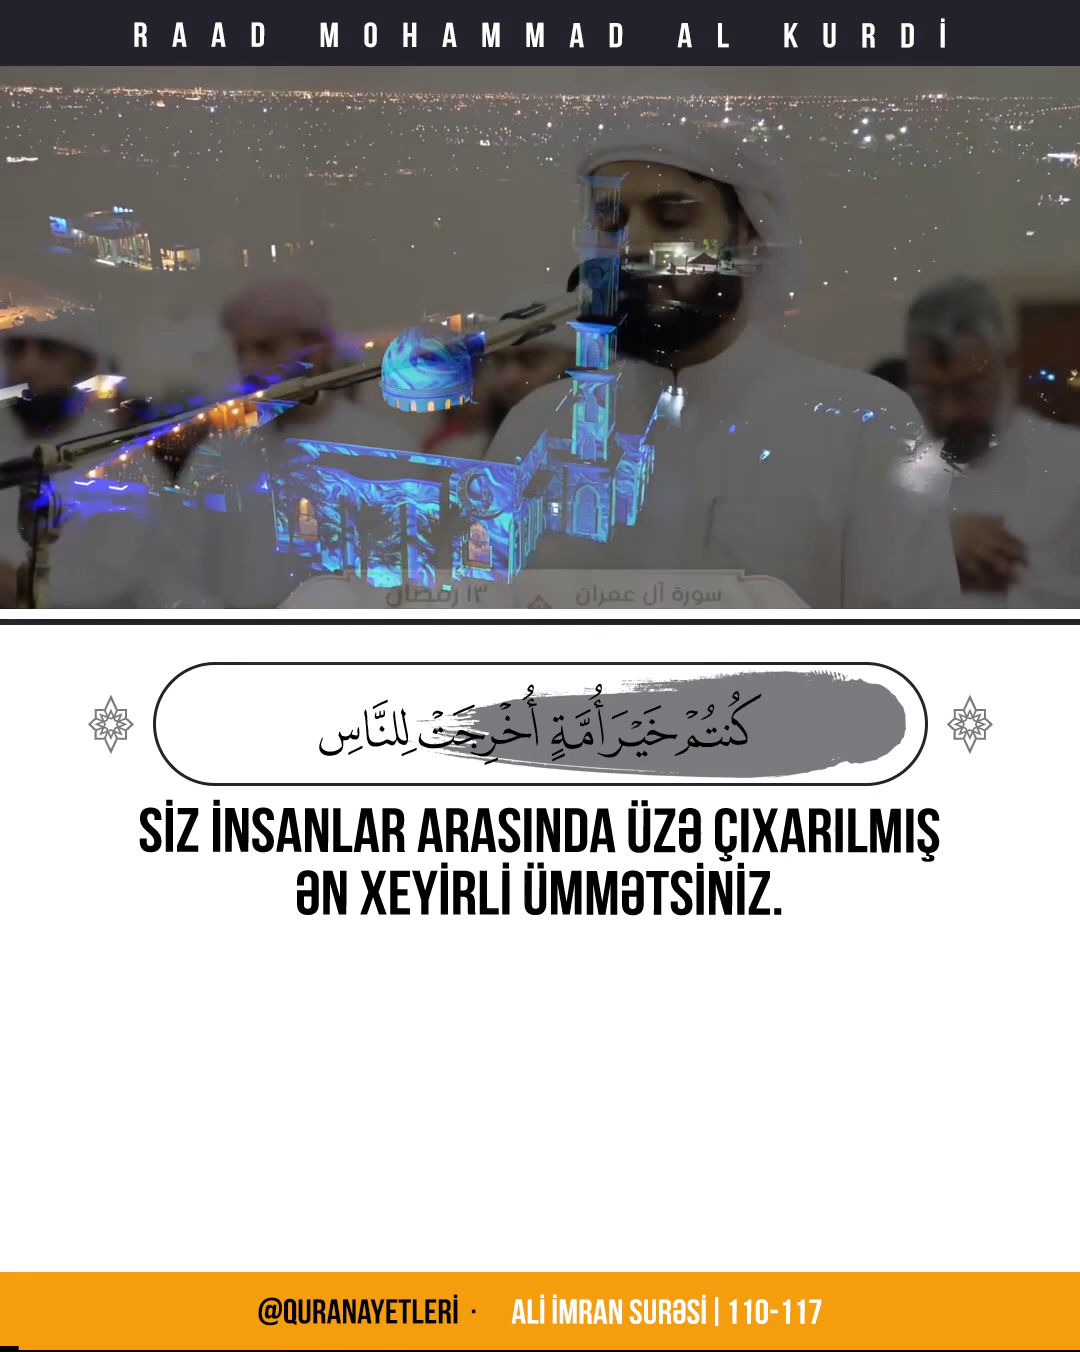 RAAD MOHAMMAD AL KURDİ
سورة آل عمران
١٣ رمضان
كُنتُمْ خَيْرَ أُمَّةٍ أُخْرِجَتْ لِلنَّاسِ
SİZ İNSANLAR ARASINDA ÜZƏ ÇIXARILMIŞ
ƏN XEYİRLİ ÜMMƏTSİNİZ.
@QURANAYETLERİ · ALİ İMRAN SURƏSİ | 110-117